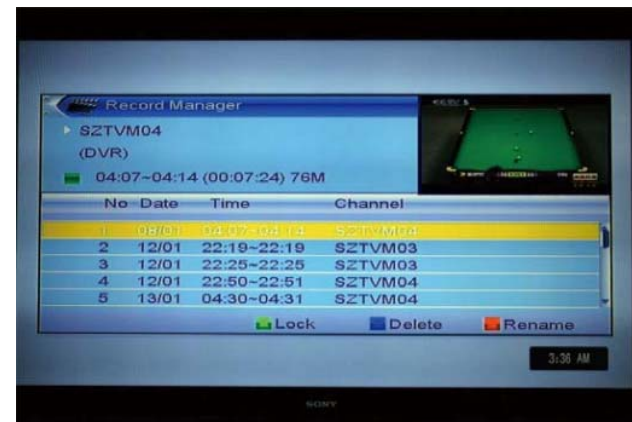 Record Manager
SZTVM04
(DVR)
04:07~04:14 (00:07:24) 76M
No Date Time Channel
1 08/01 04:07~04:14 SZTVM04
2 12/01 22:19~22:19 SZTVM03
3 12/01 22:25~22:25 SZTVM03
4 12/01 22:50~22:51 SZTVM04
5 13/01 04:30~04:31 SZTVM04
Lock Delete Rename
3:36 AM
SONY